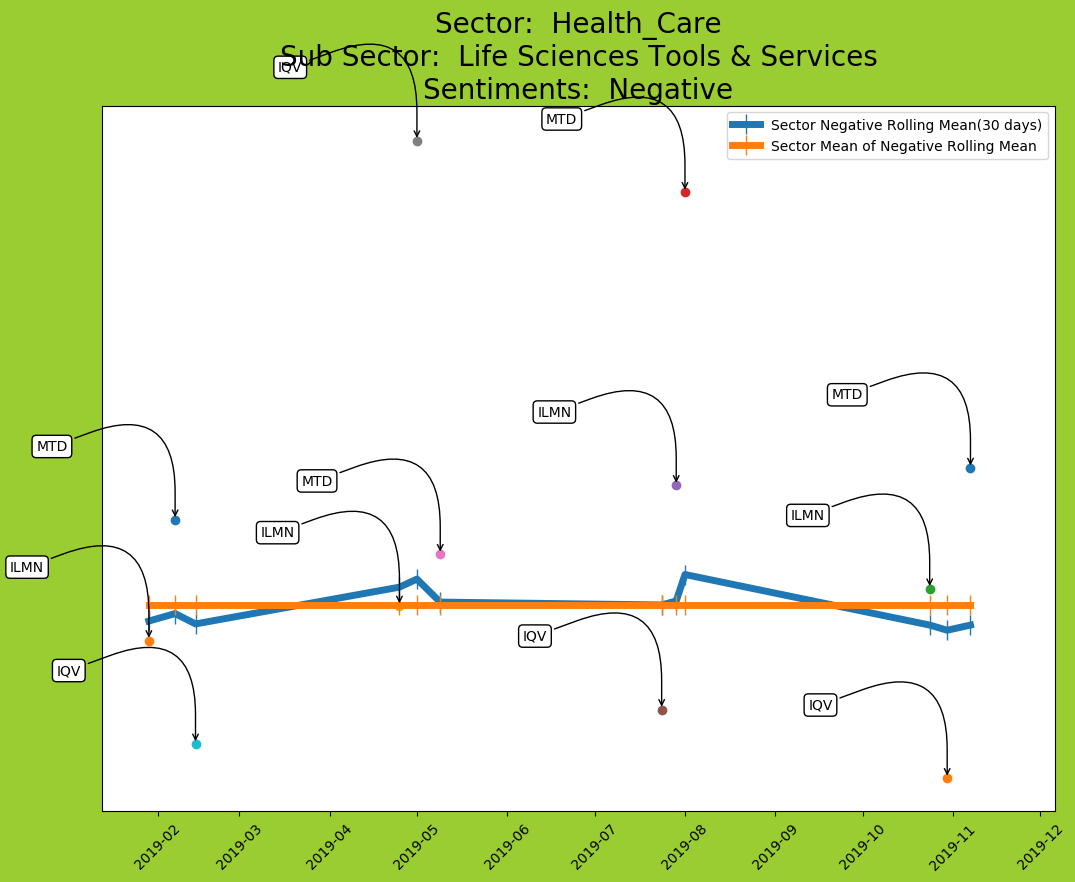 Sector:  Health_Care
Sub Sector:  Life Sciences Tools & Services
Sentiments:  Negative
IQV
MTD
Sector Negative Rolling Mean(30 days)
Sector Mean of Negative Rolling Mean
MTD
ILMN
MTD
MTD
ILMN
ILMN
ILMN
IQV
IQV
IQV
2019-02
2019-03
2019-04
2019-05
2019-06
2019-07
2019-08
2019-09
2019-10
2019-11
2019-12